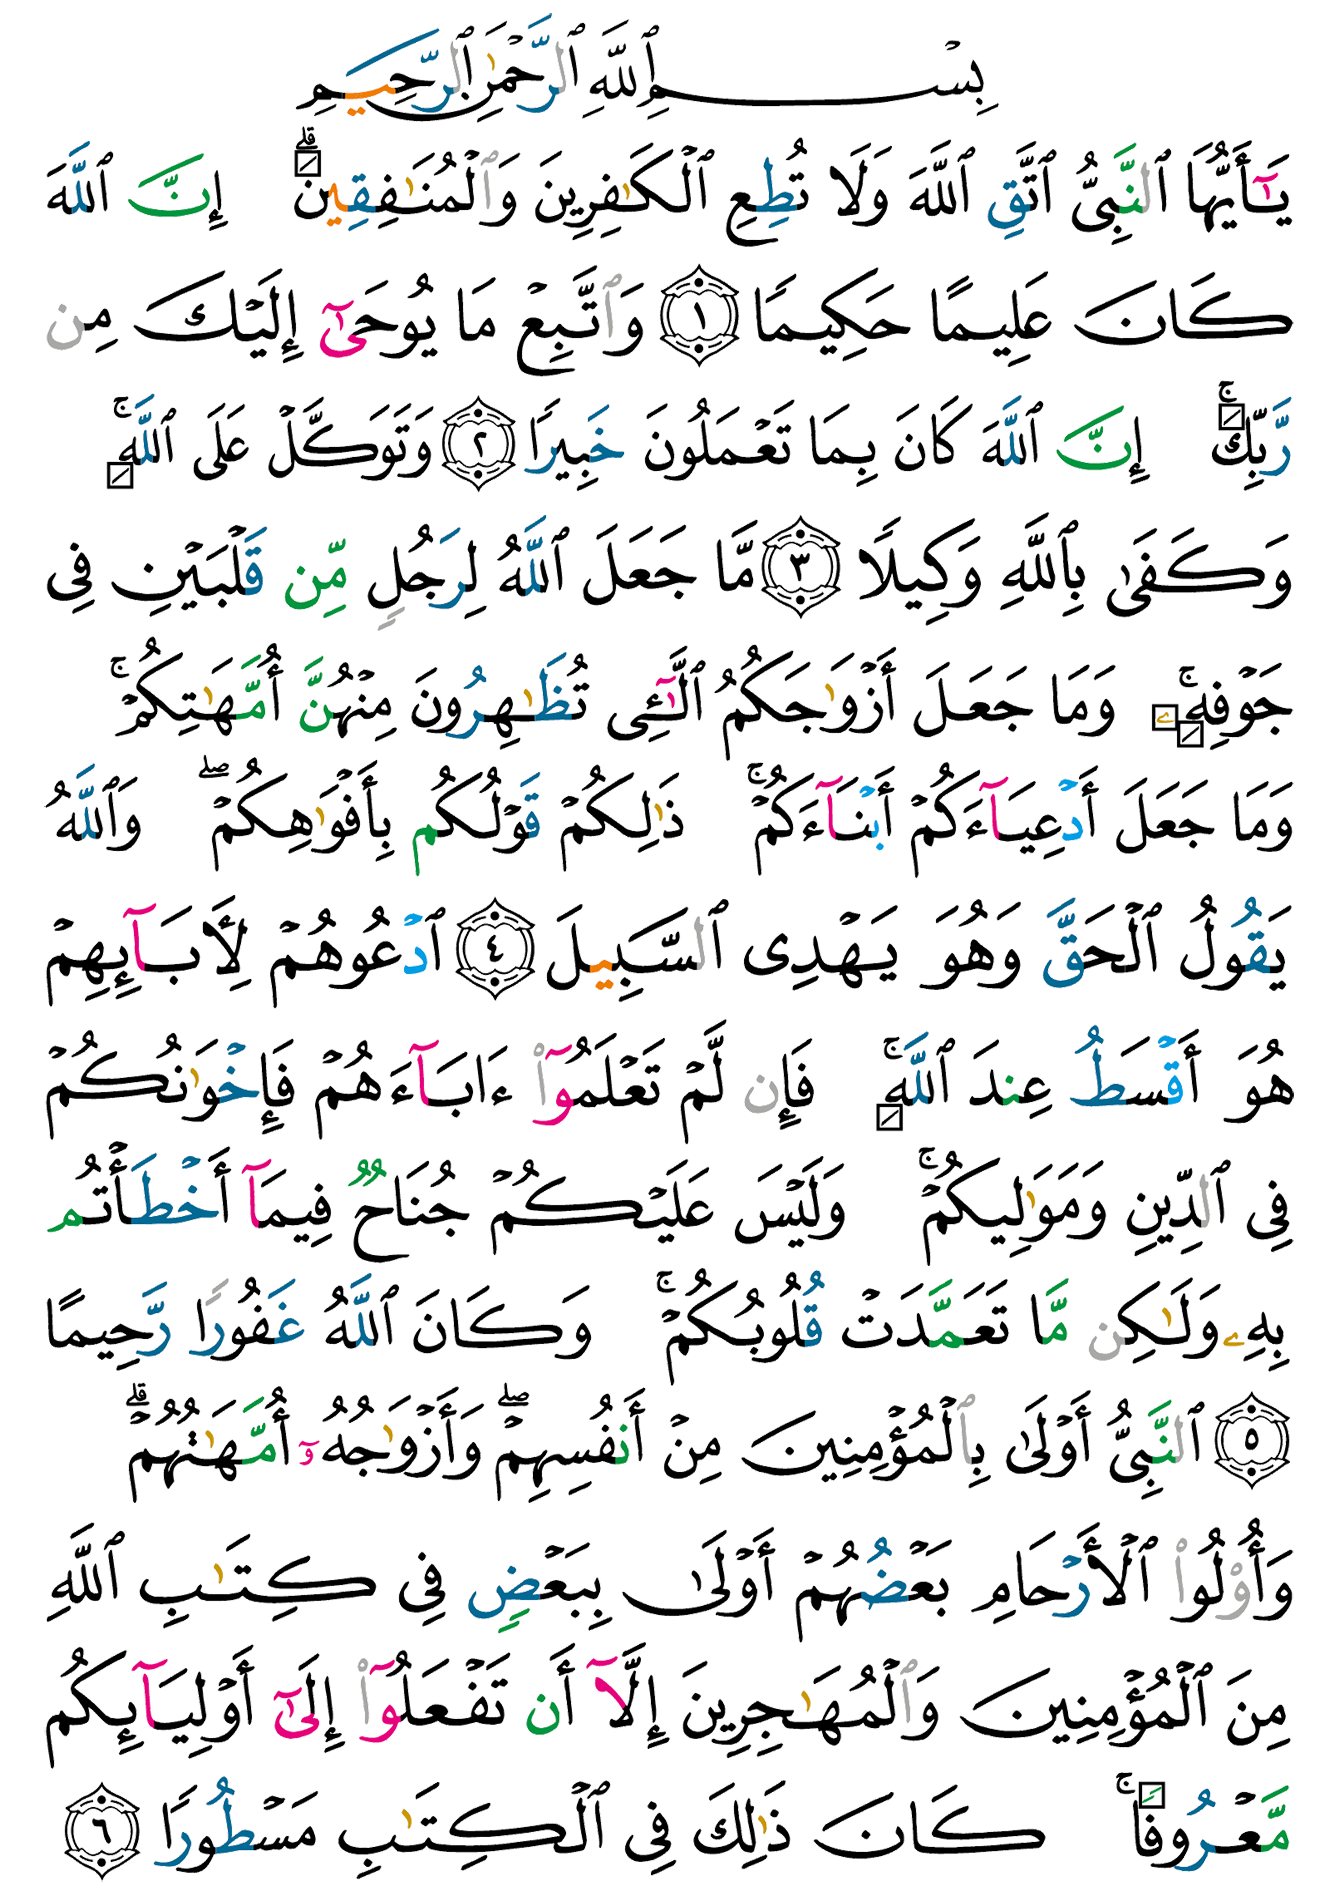 بِسْمِ ٱللَّهِ ٱلرَّحْمَٰنِ ٱلرَّحِيمِ
يَٰٓأَيُّهَا ٱلنَّبِىُّ ٱتَّقِ ٱللَّهَ وَلَا تُطِعِ ٱلْكَٰفِرِينَ وَٱلْمُنَٰفِقِينَ ۗ إِنَّ ٱللَّهَ
كَانَ عَلِيمًا حَكِيمًا ١ وَٱتَّبِعْ مَا يُوحَىٰٓ إِلَيْكَ مِن
رَّبِّكَ ۚ إِنَّ ٱللَّهَ كَانَ بِمَا تَعْمَلُونَ خَبِيرًا ٢ وَتَوَكَّلْ عَلَى ٱللَّهِ ۚ
وَكَفَىٰ بِٱللَّهِ وَكِيلًا ٣ مَّا جَعَلَ ٱللَّهُ لِرَجُلٍ مِّن قَلْبَيْنِ فِى
جَوْفِهِۦ ۚ وَمَا جَعَلَ أَزْوَٰجَكُمُ ٱلَّٰٓـِٔى تُظَٰهِرُونَ مِنْهُنَّ أُمَّهَٰتِكُمْ ۚ
وَمَا جَعَلَ أَدْعِيَآءَكُمْ أَبْنَآءَكُمْ ۚ ذَٰلِكُمْ قَوْلُكُم بِأَفْوَٰهِكُمْ ۖ وَٱللَّهُ
يَقُولُ ٱلْحَقَّ وَهُوَ يَهْدِى ٱلسَّبِيلَ ٤ ٱدْعُوهُمْ لِأَبَآئِهِمْ
هُوَ أَقْسَطُ عِندَ ٱللَّهِ ۚ فَإِن لَّمْ تَعْلَمُوٓا۟ ءَابَآءَهُمْ فَإِخْوَٰنُكُمْ
فِى ٱلدِّينِ وَمَوَٰلِيكُمْ ۚ وَلَيْسَ عَلَيْكُمْ جُنَاحٌ فِيمَآ أَخْطَأْتُم
بِهِۦ وَلَٰكِن مَّا تَعَمَّدَتْ قُلُوبُكُمْ ۚ وَكَانَ ٱللَّهُ غَفُورًا رَّحِيمًا
٥ ٱلنَّبِىُّ أَوْلَىٰ بِٱلْمُؤْمِنِينَ مِنْ أَنفُسِهِمْ ۖ وَأَزْوَٰجُهُۥٓ أُمَّهَٰتُهُمْ ۗ
وَأُو۟لُوا۟ ٱلْأَرْحَامِ بَعْضُهُمْ أَوْلَىٰ بِبَعْضٍ فِى كِتَٰبِ ٱللَّهِ
مِنَ ٱلْمُؤْمِنِينَ وَٱلْمُهَٰجِرِينَ إِلَّآ أَن تَفْعَلُوٓا۟ إِلَىٰٓ أَوْلِيَآئِكُم
مَّعْرُوفًا ۚ كَانَ ذَٰلِكَ فِى ٱلْكِتَٰبِ مَسْطُورًا ٦